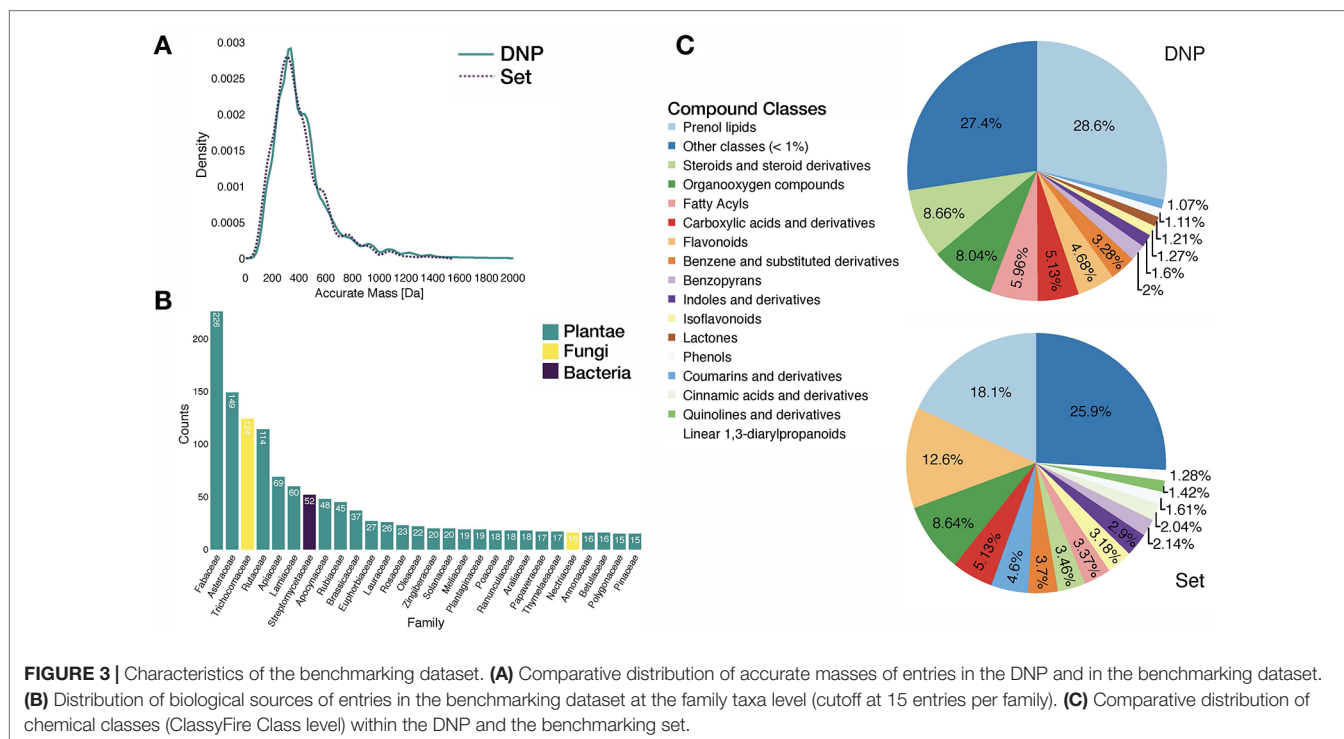 A
0.003
0.0025
0.002
0.0015
0.001
0.0005
0
Density
0 200 400 600 800 1000 1200 1400 1600 1800 2000
Accurate Mass [Da]
DNP
Set
B
200
150
100
50
0
Counts
226
149
124
114
69
60
52
48
45
37
27
26
23
22
20
20
19
19
18
18
18
17
17
16
16
16
15
15
Fabaceae
Asteraceae
Trichocomaceae
Rutaceae
Apiaceae
Lamiaceae
Streptomycetaceae
Apocynaceae
Rubiaceae
Brassicaceae
Euphorbiaceae
Lauraceae
Rosaceae
Oleaceae
Zingiberaceae
Solanaceae
Meliaceae
Plantaginaceae
Poaceae
Ranunculaceae
Araliaceae
Papaveraceae
Thymelaeaceae
Nectriaceae
Annonaceae
Betulaceae
Polygonaceae
Pinaceae
Family
Plantae
Fungi
Bacteria
C
Compound Classes
Prenol lipids
Other classes (< 1%)
Steroids and steroid derivatives
Organooxygen compounds
Fatty Acyls
Carboxylic acids and derivatives
Flavonoids
Benzene and substituted derivatives
Benzopyrans
Indoles and derivatives
Isoflavonoids
Lactones
Phenols
Coumarins and derivatives
Cinnamic acids and derivatives
Quinolines and derivatives
Linear 1,3-diarylpropanoids
DNP
27.4%
28.6%
8.66%
8.04%
5.96%
5.13%
4.68%
3.28%
2%
1.6%
1.27%
1.21%
1.11%
1.07%
18.1%
25.9%
12.6%
8.64%
5.13%
4.6%
3.7%
3.46%
3.37%
3.18%
2.9%
2.14%
2.04%
1.61%
1.42%
1.28%
Set
FIGURE 3 | Characteristics of the benchmarking dataset. (A) Comparative distribution of accurate masses of entries in the DNP and in the benchmarking dataset.
(B) Distribution of biological sources of entries in the benchmarking dataset at the family taxa level (cutoff at 15 entries per family). (C) Comparative distribution of
chemical classes (ClassyFire Class level) within the DNP and the benchmarking set.